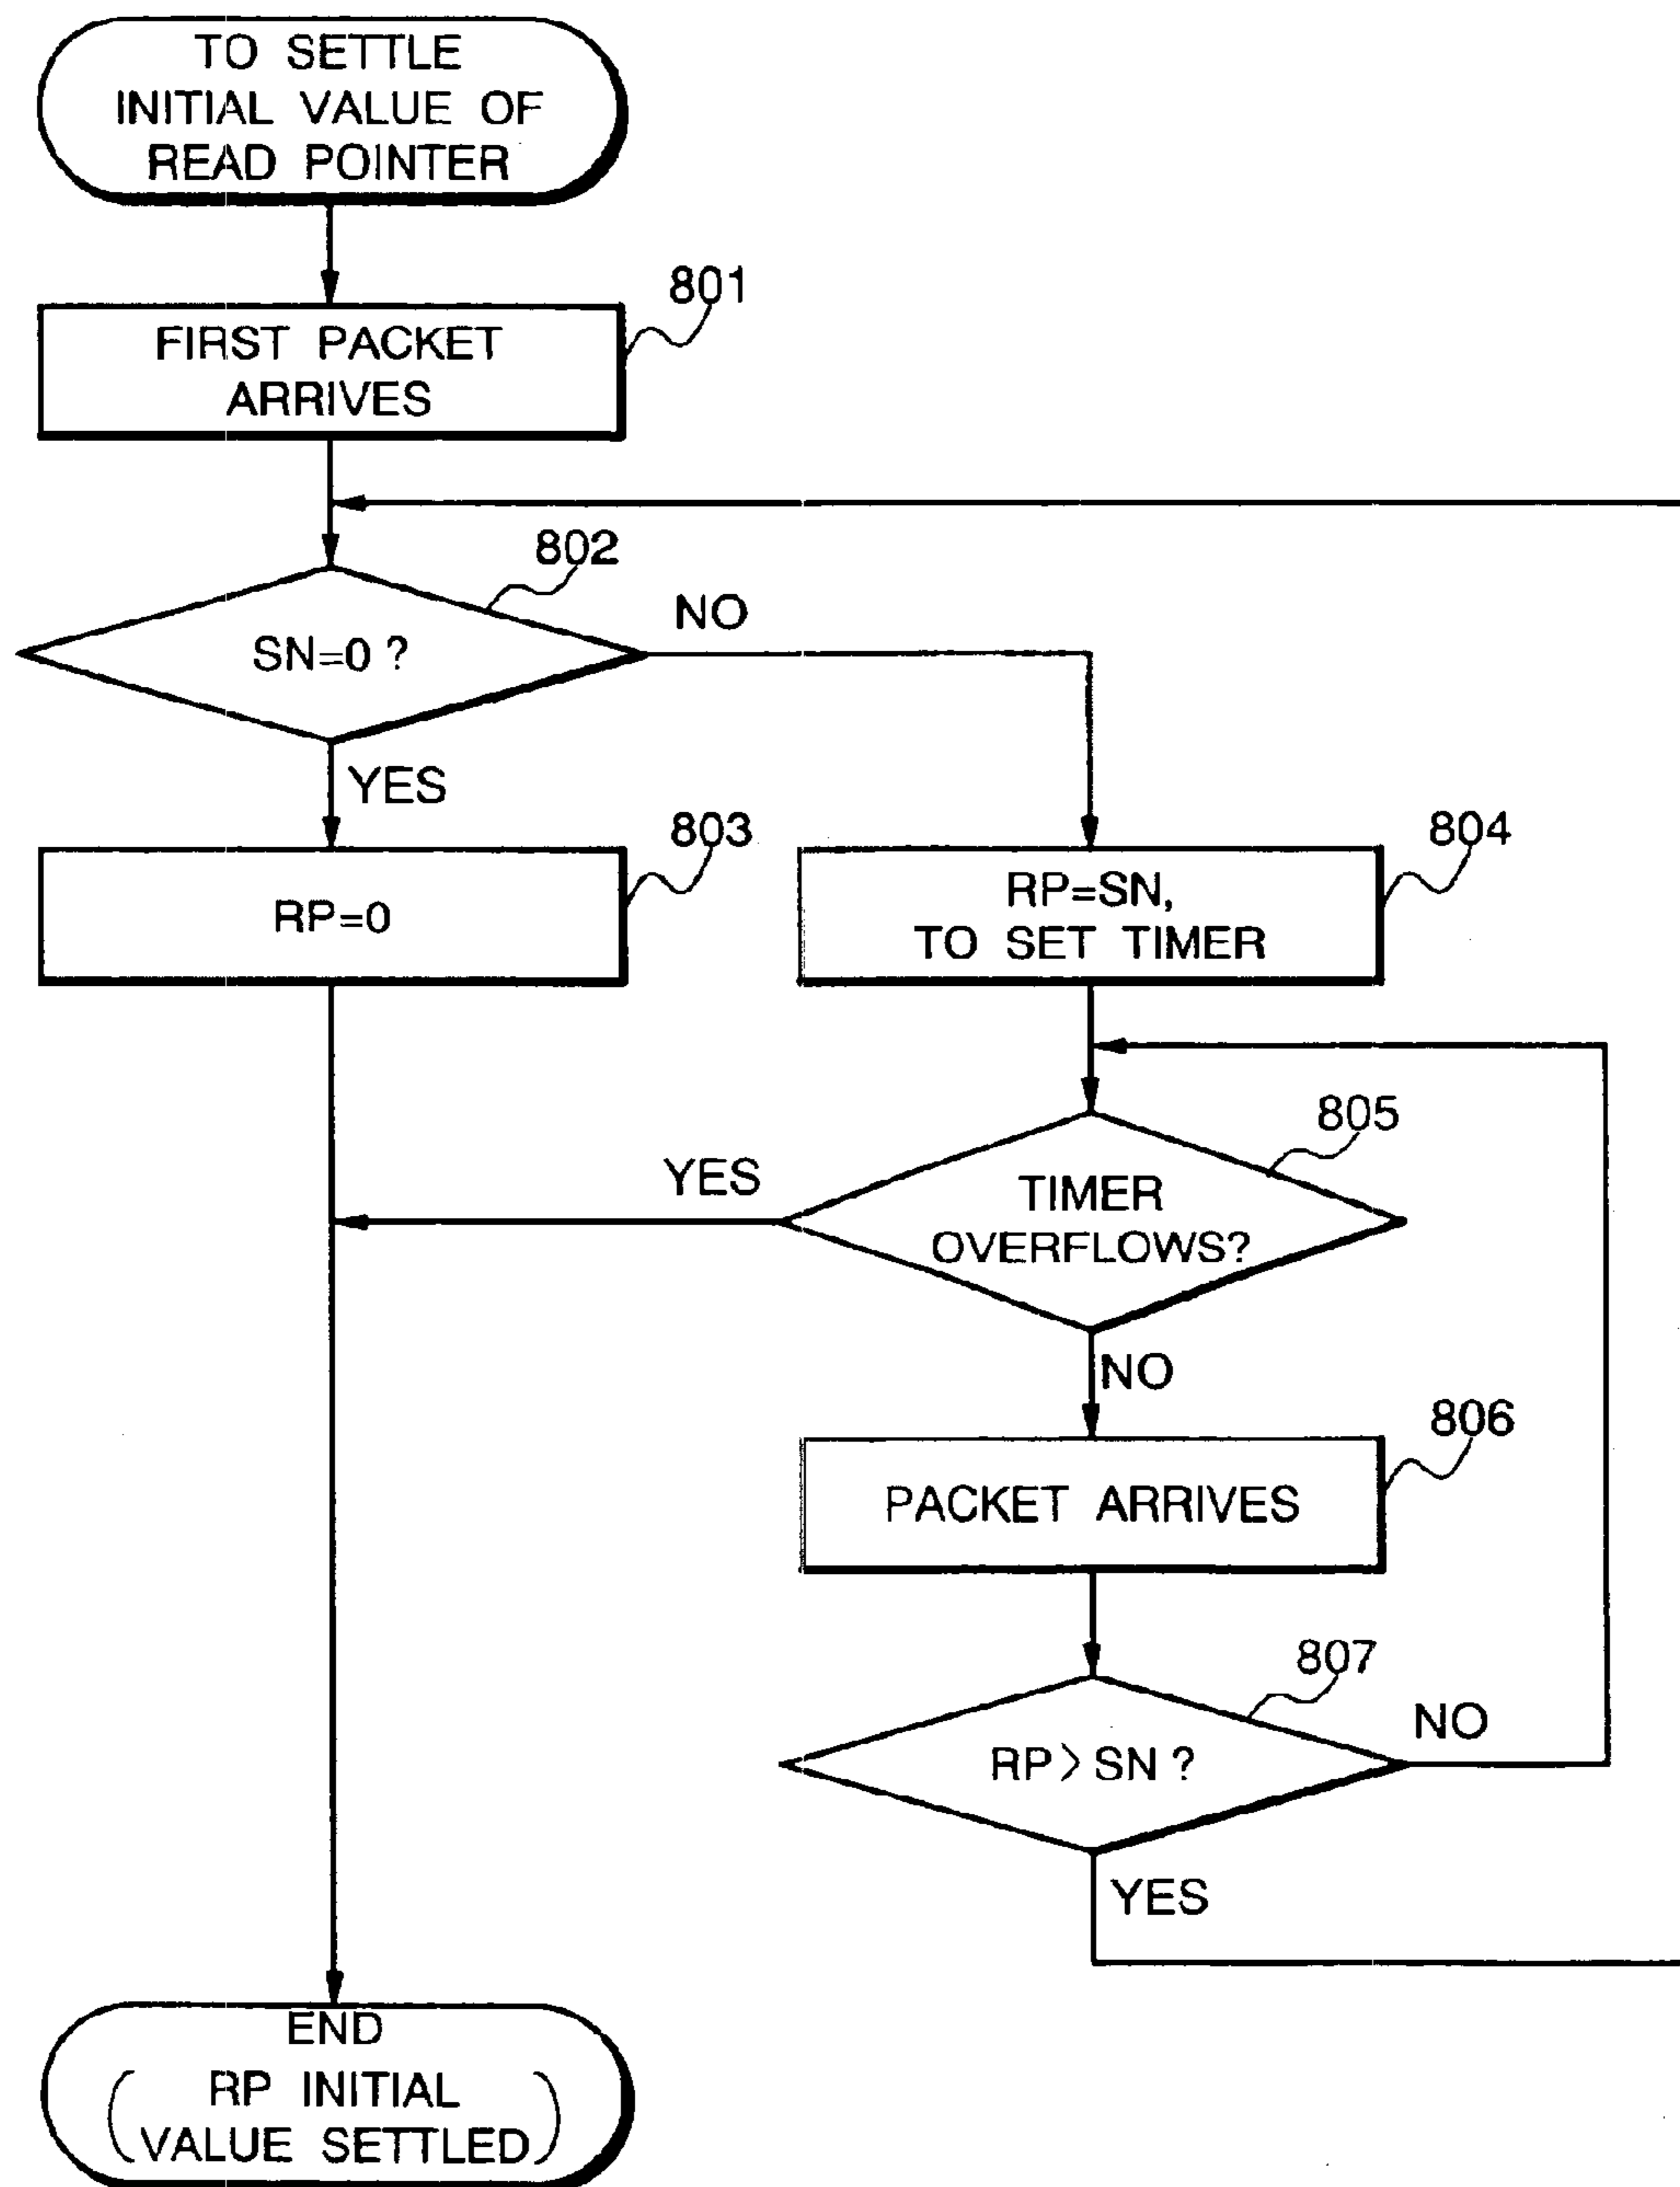 TO SETTLE
INITIAL VALUE OF
READ POINTER
801
FIRST PACKET
ARRIVES
802
NO
SN=0 ?
YES
803
RP=0
804
RP=SN,
TO SET TIMER
805
YES
TIMER
OVERFLOWS?
NO
806
PACKET ARRIVES
807
NO
RP>SN ?
YES
END
(RP INITIAL
VALUE SETTLED)